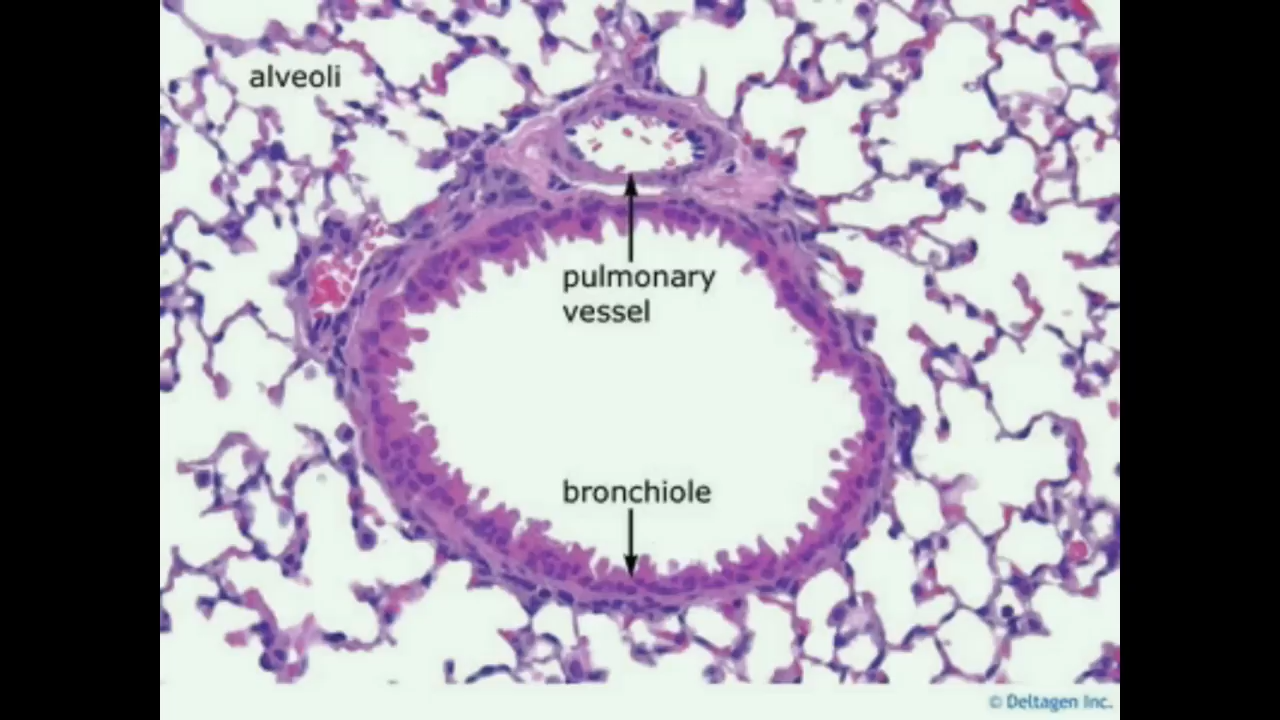 alveoli
pulmonary
vessel
bronchiole
© Deltagen Inc.